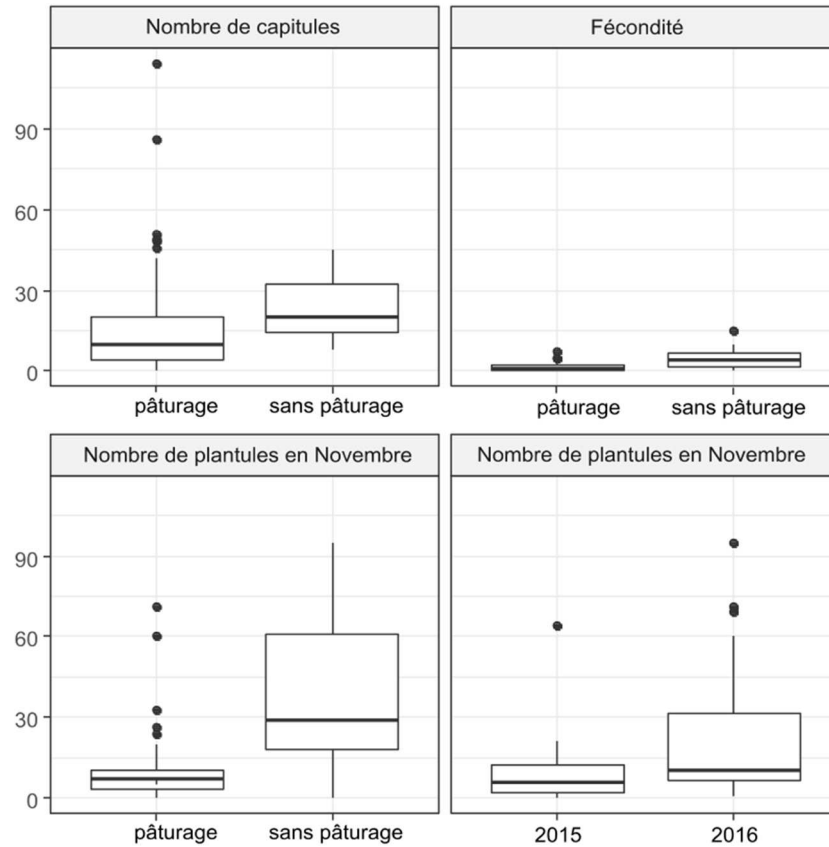 Nombre de capitules
Fécondité
90
60
30
0
pâturage sans pâturage
pâturage sans pâturage
Nombre de plantules en Novembre
Nombre de plantules en Novembre
90
60
30
0
pâturage sans pâturage
2015 2016